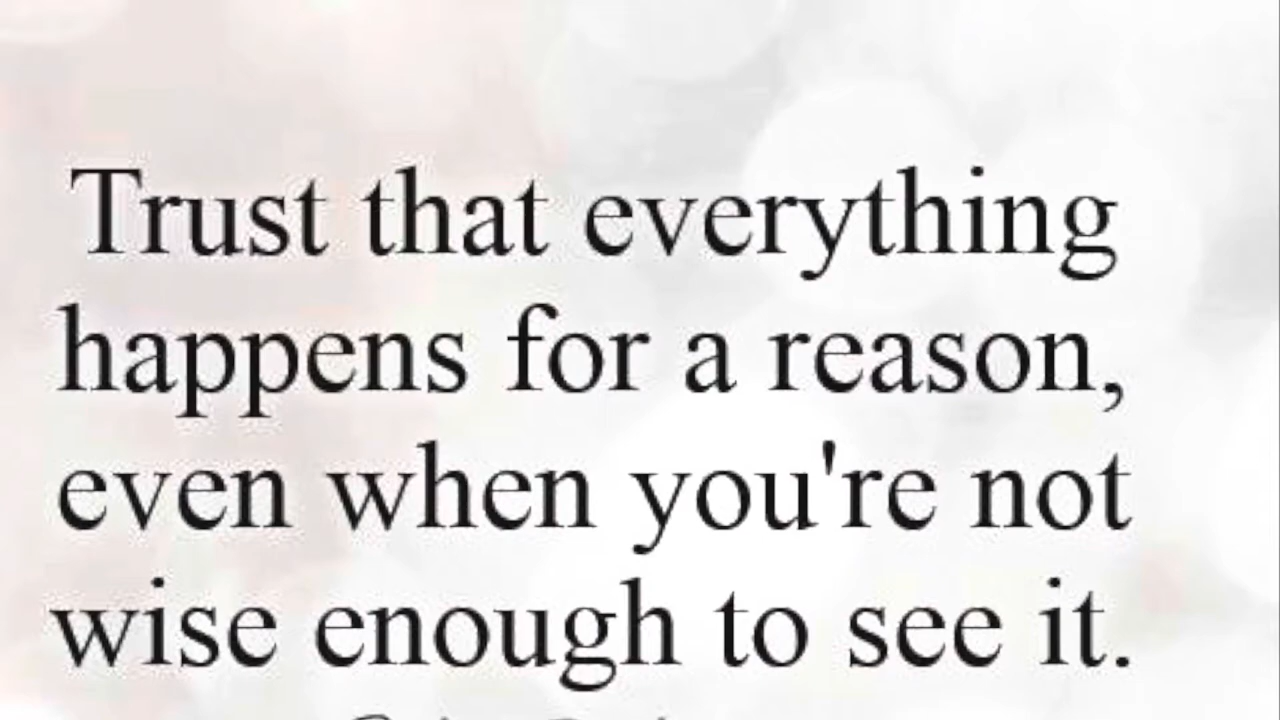 Trust that everything
happens for a reason,
even when you're not
wise enough to see it.